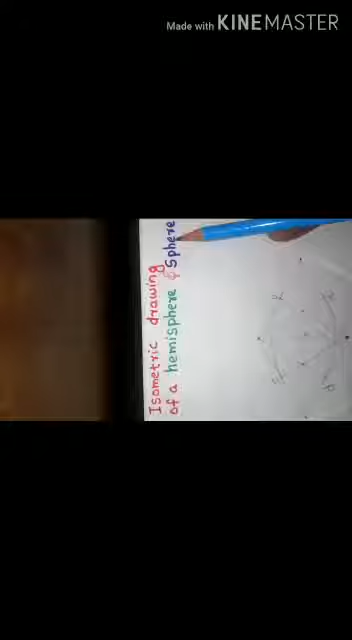 Made with KINEMASTER
Isometric drawing
of a hemisphere & Sphere